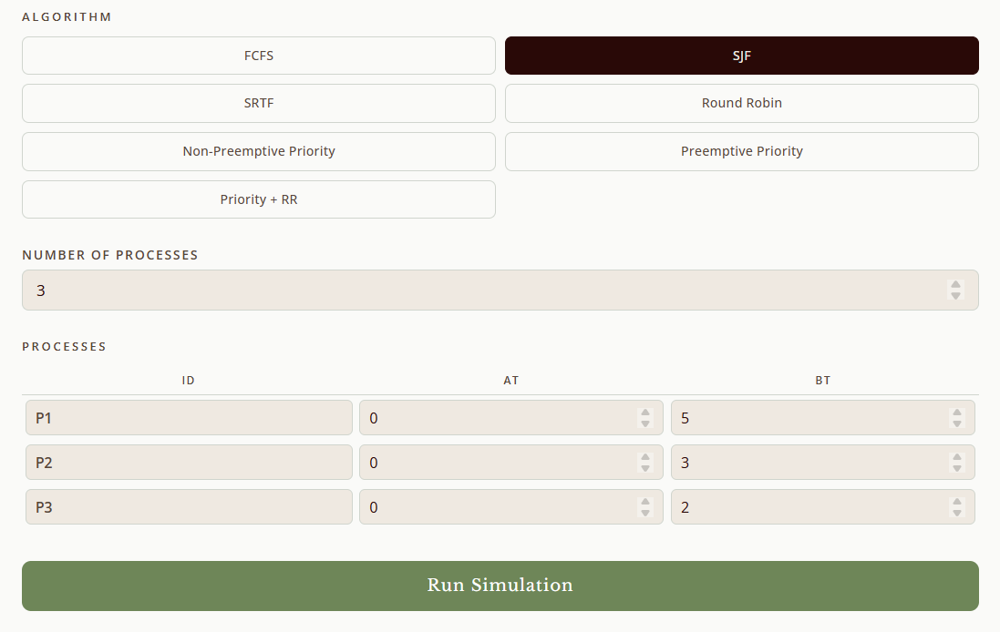 ALGORITHM
FCFS SJF
SRTF Round Robin
Non-Preemptive Priority Preemptive Priority
Priority + RR
NUMBER OF PROCESSES
3
PROCESSES
ID AT BT
P1 0 5
P2 0 3
P3 0 2
Run Simulation